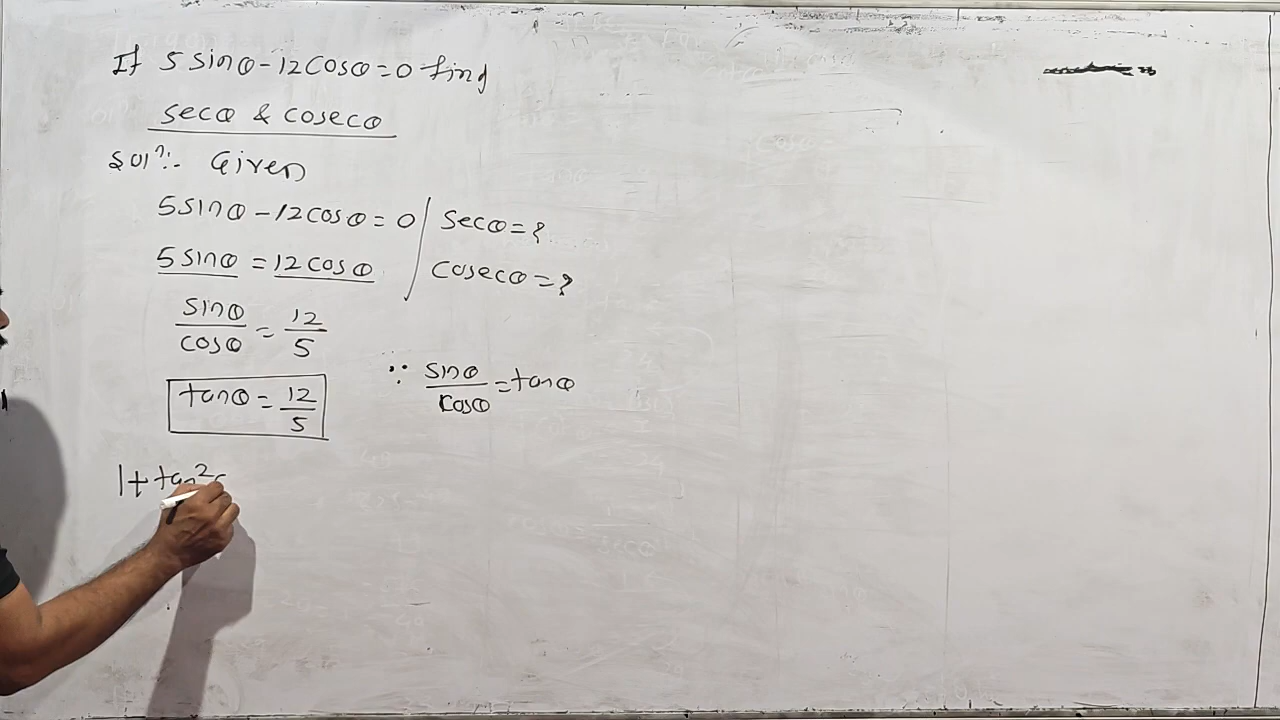 If 5 sinθ - 12 cosθ = 0 find
secθ & cosecθ
Solⁿ:- Given
5 sinθ - 12 cosθ = 0
secθ = ?
5 sinθ = 12 cosθ
cosecθ = ?
sinθ/cosθ = 12/5
tanθ = 12/5
∵ sinθ/cosθ = tanθ
1 + tan²